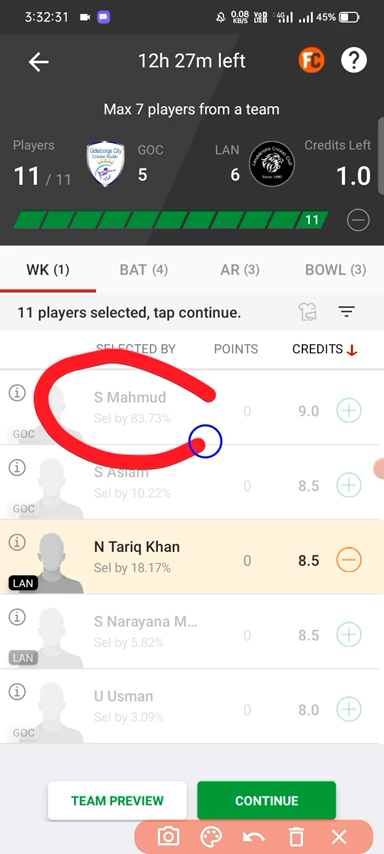 3:32:31
0.08 KB/S
4G
45%
12h 27m left
FC
?
Max 7 players from a team
Players
GOC
LAN
Credits Left
11 / 11
5
6
1.0
11
WK (1)
BAT (4)
AR (3)
BOWL (3)
11 players selected, tap continue.
SELECTED BY
POINTS
CREDITS
S Mahmud
Sel by 83.73%
0
9.0
GOC
S Aslam
Sel by 10.22%
0
8.5
GOC
N Tariq Khan
Sel by 18.17%
0
8.5
LAN
S Narayana M...
Sel by 5.82%
0
8.5
LAN
U Usman
Sel by 3.09%
0
8.0
GOC
TEAM PREVIEW
CONTINUE